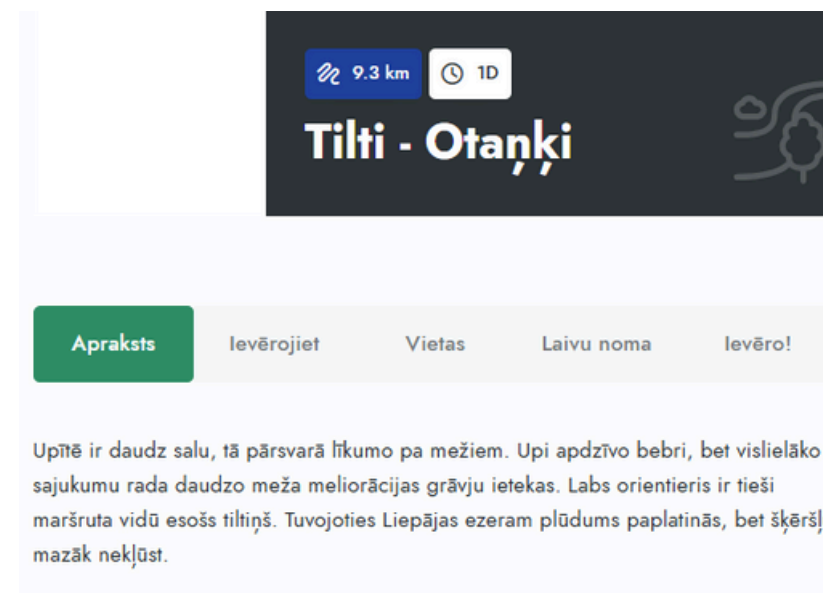 9.3 km 1D
Tilti - Otaņķi
Apraksts Ievērojiet Vietas Laivu noma Ievēro!
Upītē ir daudz salu, tā pārsvarā līkumo pa mežiem. Upi apdzīvo bebri, bet vislielāko
sajukumu rada daudzo meža meliorācijas grāvju ietekas. Labs orientieris ir tieši
maršruta vidū esošs tiltiņš. Tuvojoties Liepājas ezeram plūdums paplatinās, bet
mazāk nekļūst.